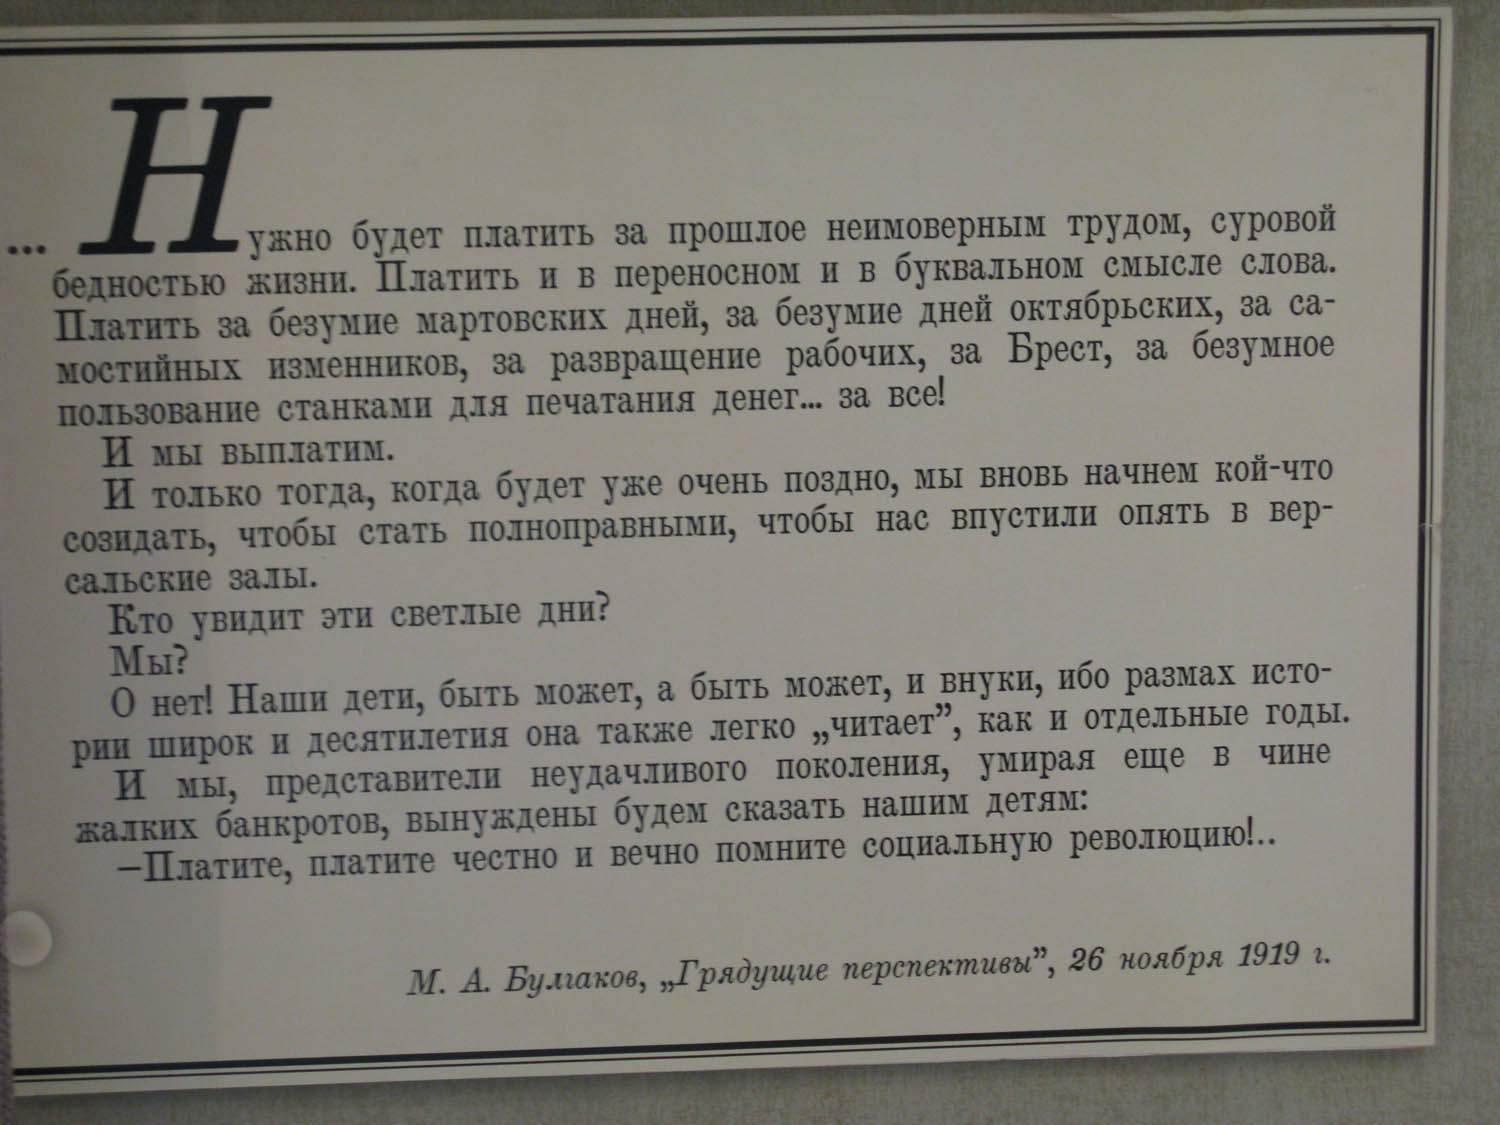 ... Нужно будет платить за прошлое неимоверным трудом, суровой
бедностью жизни. Платить и в переносном и в буквальном смысле слова.
Платить за безумие мартовских дней, за безумие дней октябрьских, за са-
мостийных изменников, за развращение рабочих, за Брест, за безумное
пользование станками для печатания денег... за все!
И мы выплатим.
И только тогда, когда будет уже очень поздно, мы вновь начнем кой-что
созидать, чтобы стать полноправными, чтобы нас впустили опять в вер-
сальские залы.
Кто увидит эти светлые дни?
Мы?
О нет! Наши дети, быть может, а быть может, и внуки, ибо размах исто-
рии широк и десятилетия она также легко „читает”, как и отдельные годы.
И мы, представители неудачливого поколения, умирая еще в чине
жалких банкротов, вынуждены будем сказать нашим детям:
—Платите, платите честно и вечно помните социальную революцию!..
М. А. Булгаков, „Грядущие перспективы”, 26 ноября 1919 г.